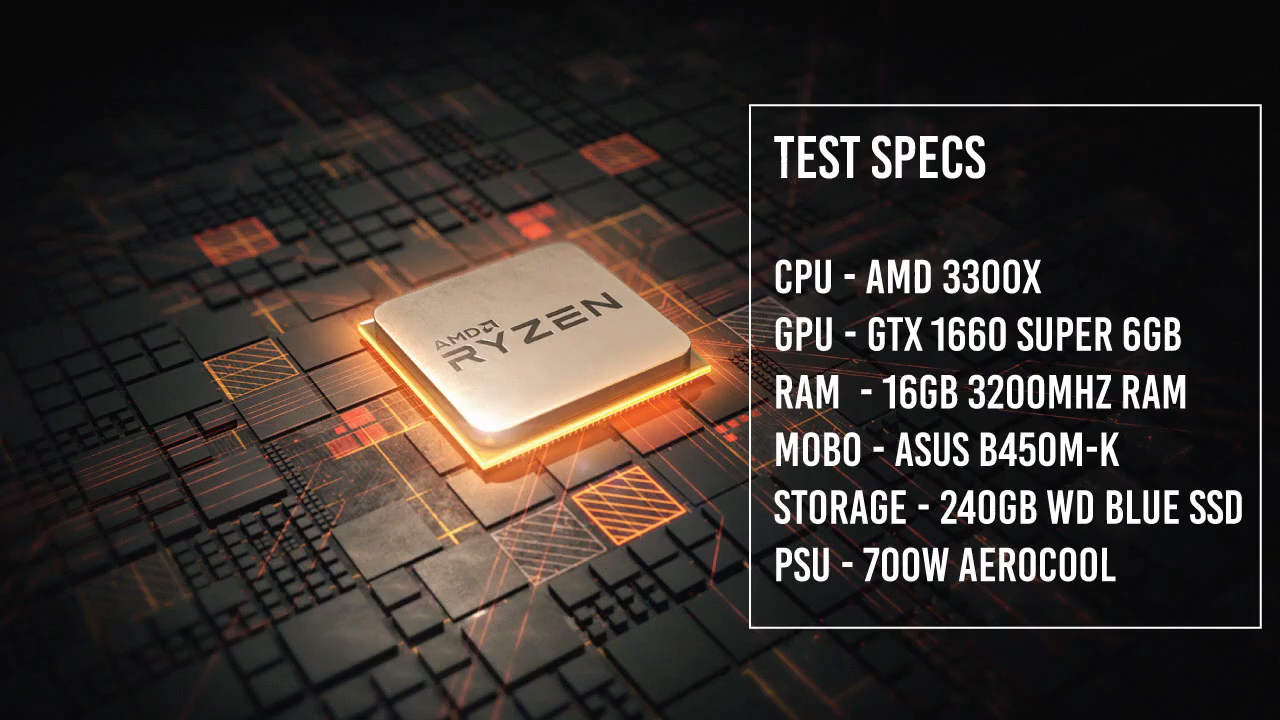 AMD
RYZEN
TEST SPECS
CPU - AMD 3300X
GPU - GTX 1660 SUPER 6GB
RAM - 16GB 3200MHZ RAM
MOBO - ASUS B450M-K
STORAGE - 240GB WD BLUE SSD
PSU - 700W AEROCOOL